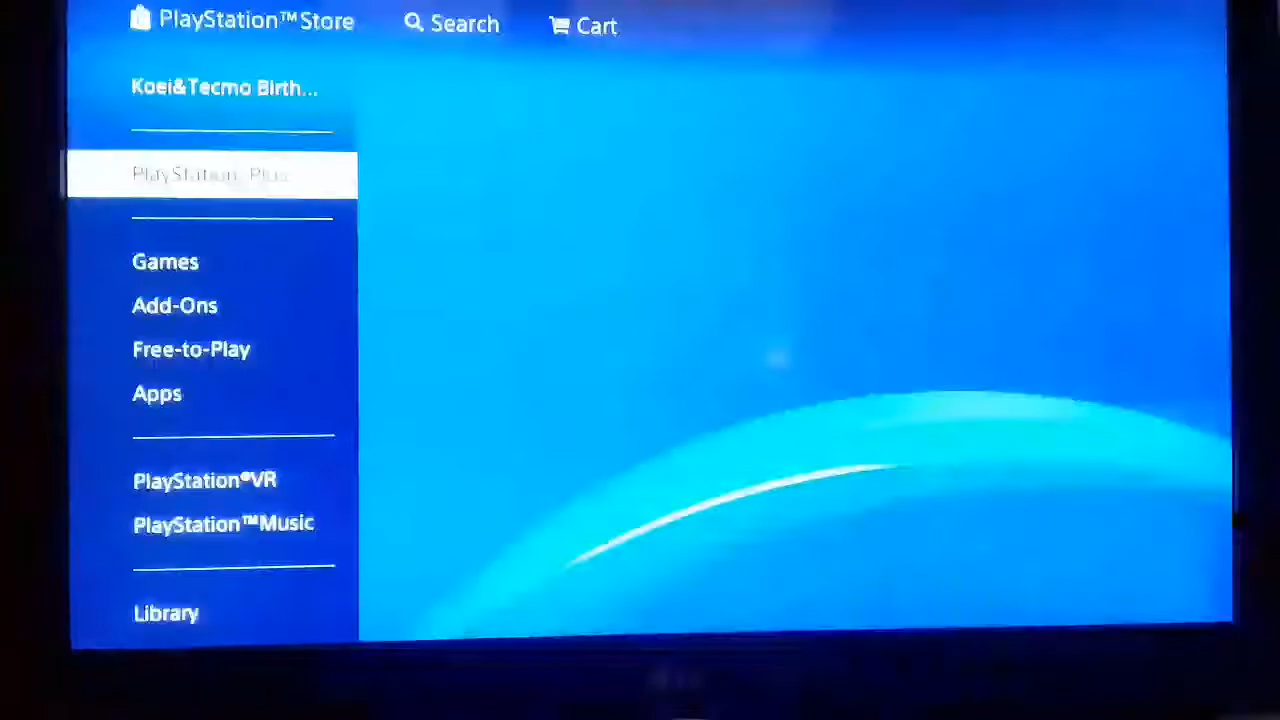 PlayStation™Store Search Cart
Koei&Tecmo Birth...
PlayStation Plus
Games
Add-Ons
Free-to-Play
Apps
PlayStation®VR
PlayStation™Music
Library